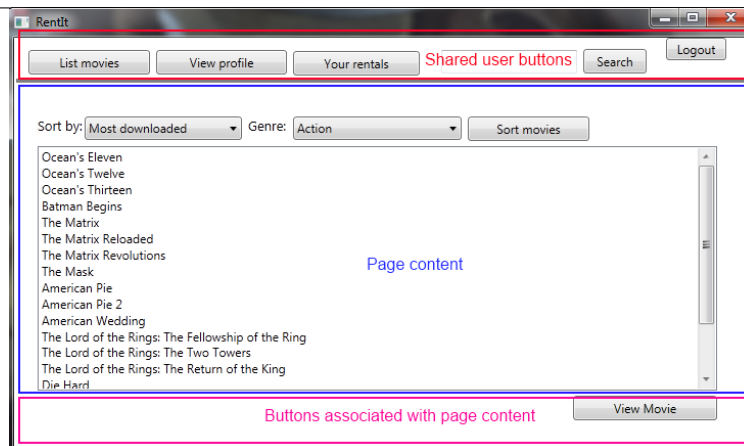 RentIt
Logout
List movies View profile Your rentals Shared user buttons Search
Sort by: Most downloaded Genre: Action Sort movies
Ocean's Eleven
Ocean's Twelve
Ocean's Thirteen
Batman Begins
The Matrix
The Matrix Reloaded
The Matrix Revolutions
The Mask
Page content
American Pie
American Pie 2
American Wedding
The Lord of the Rings: The Fellowship of the Ring
The Lord of the Rings: The Two Towers
The Lord of the Rings: The Return of the King
Die Hard
View Movie
Buttons associated with page content